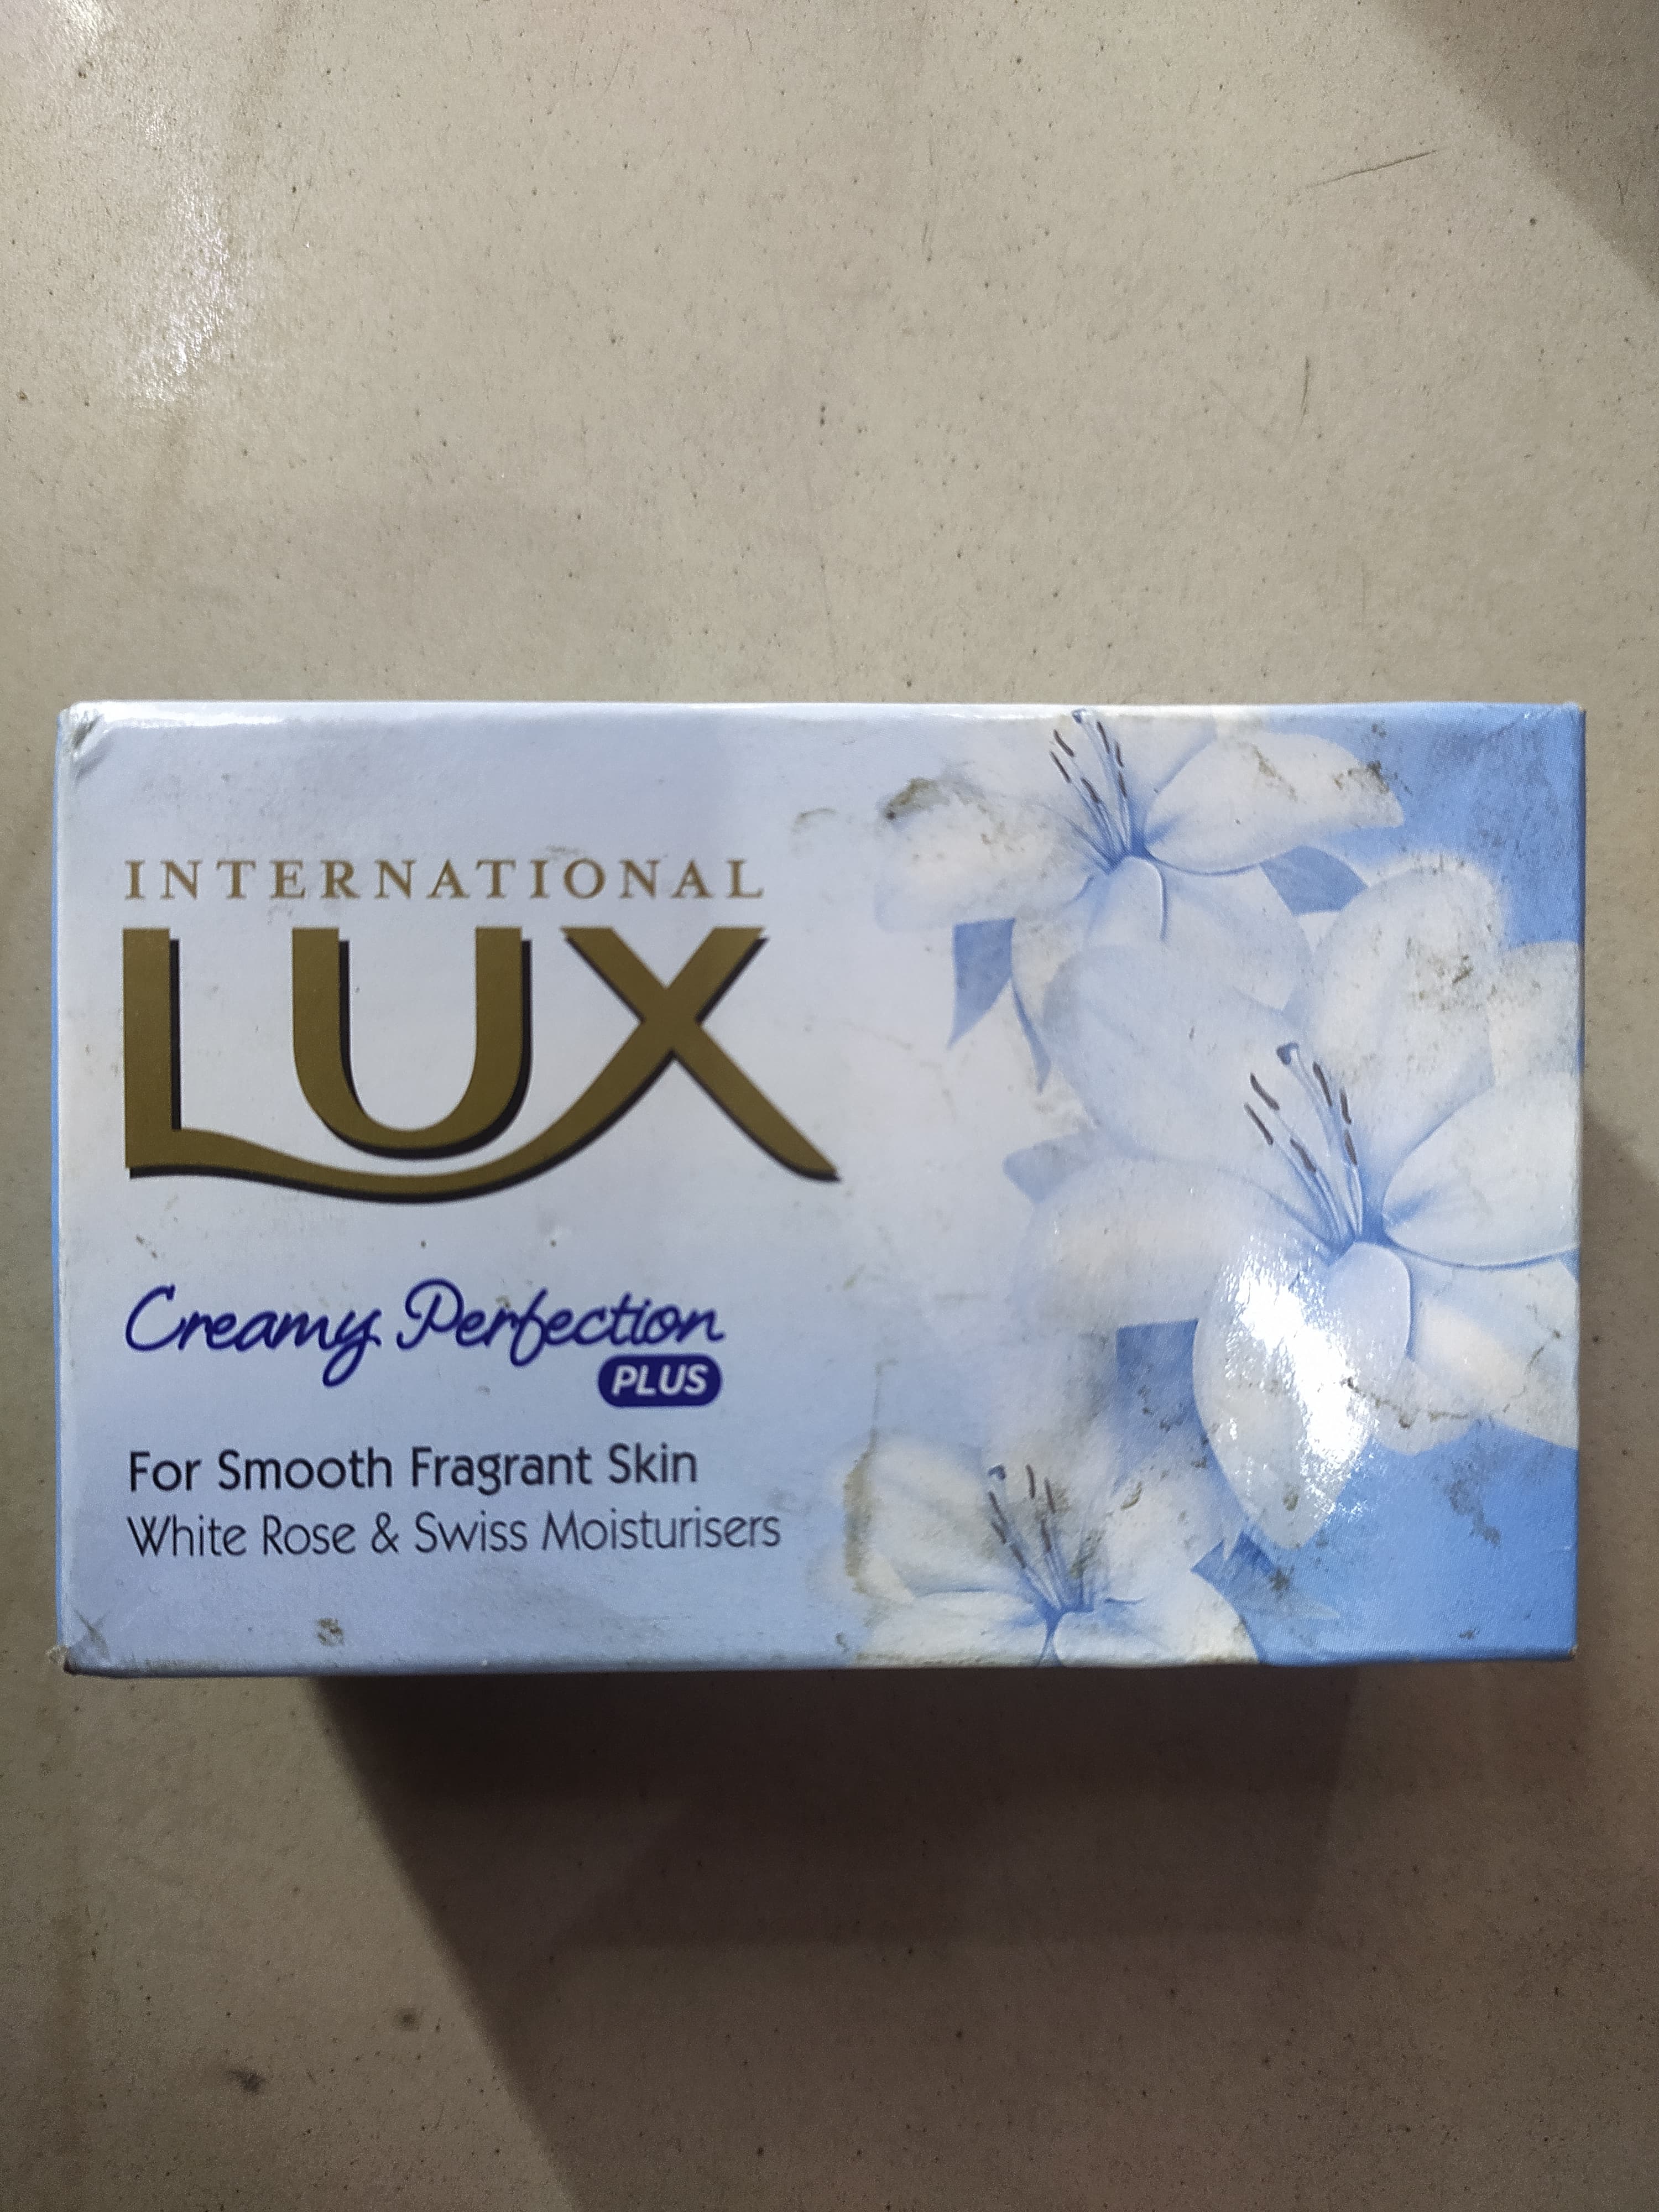 INTERNATIONAL
LUX
Creamy Perfection
PLUS
For Smooth Fragrant Skin
White Rose & Swiss Moisturisers